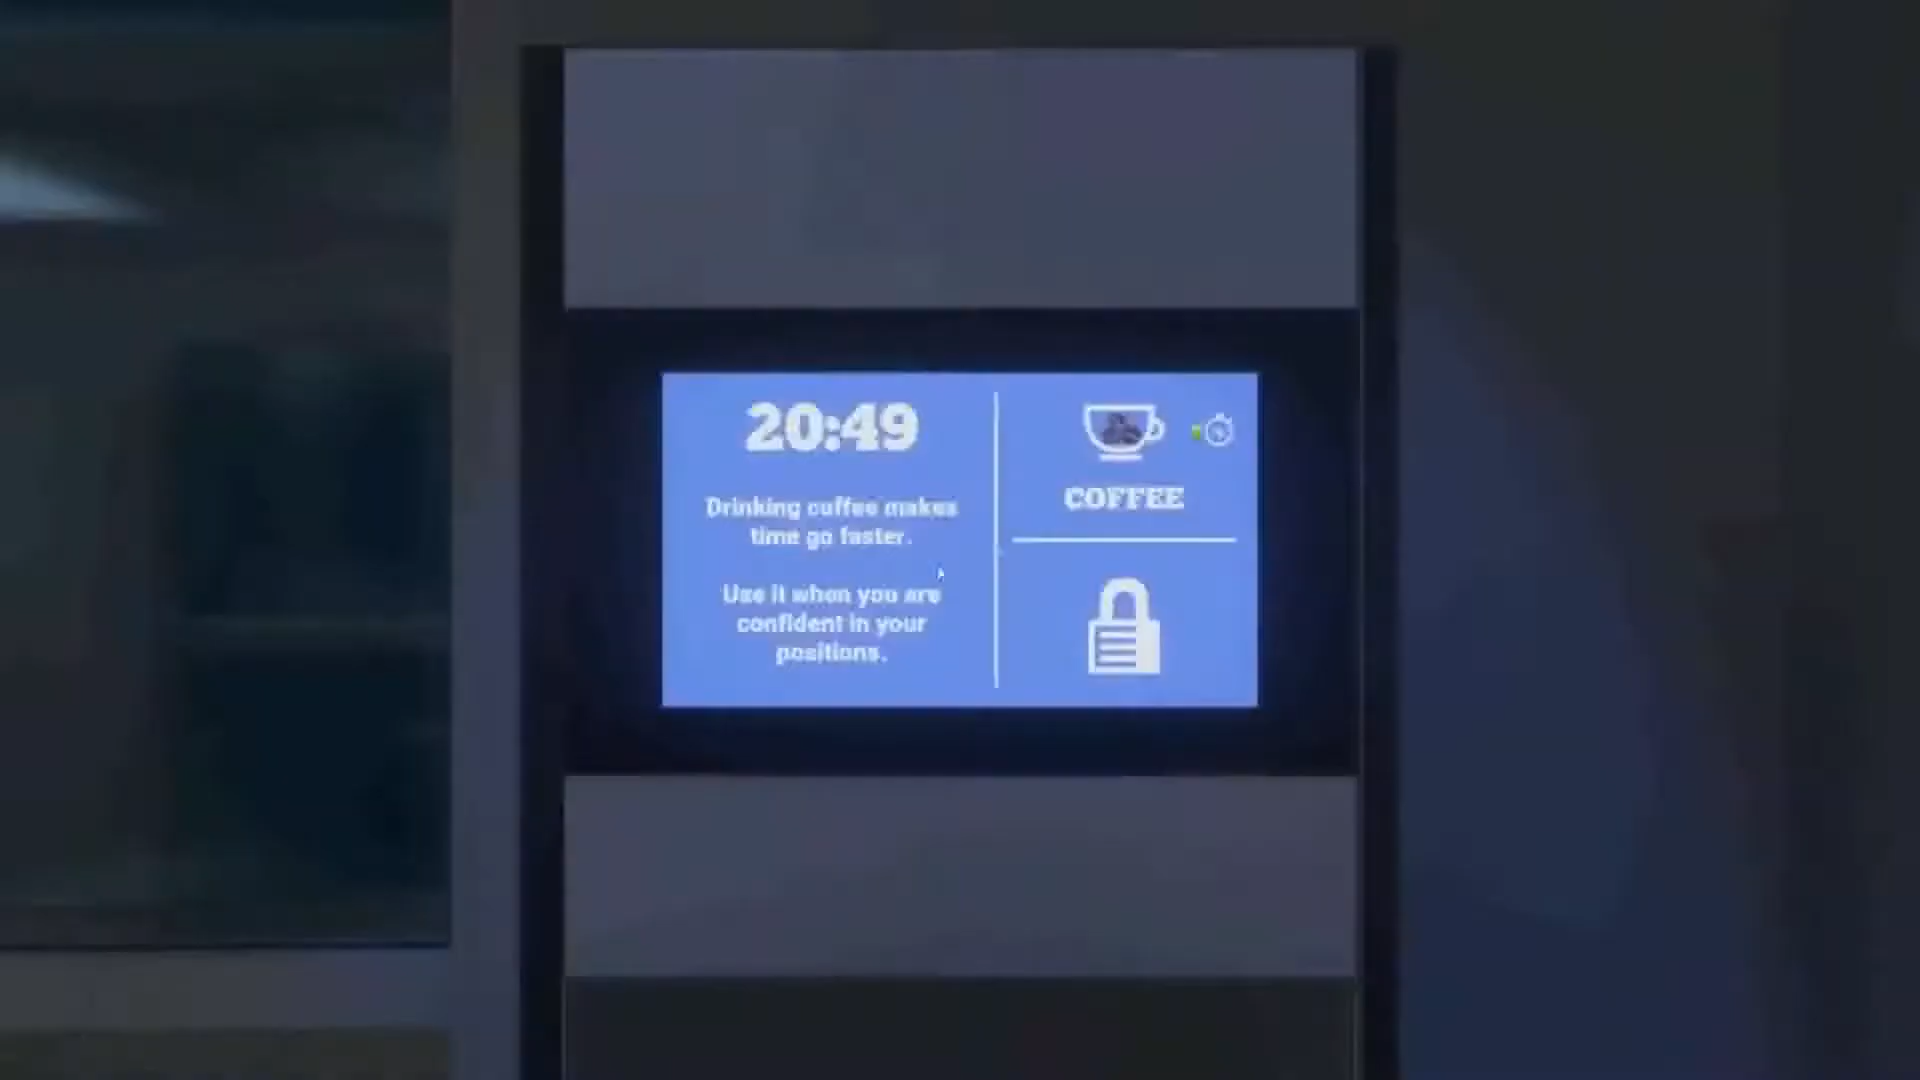 20:49
Drinking coffee makes
time go faster.
Use it when you are
confident in your
positions.
COFFEE